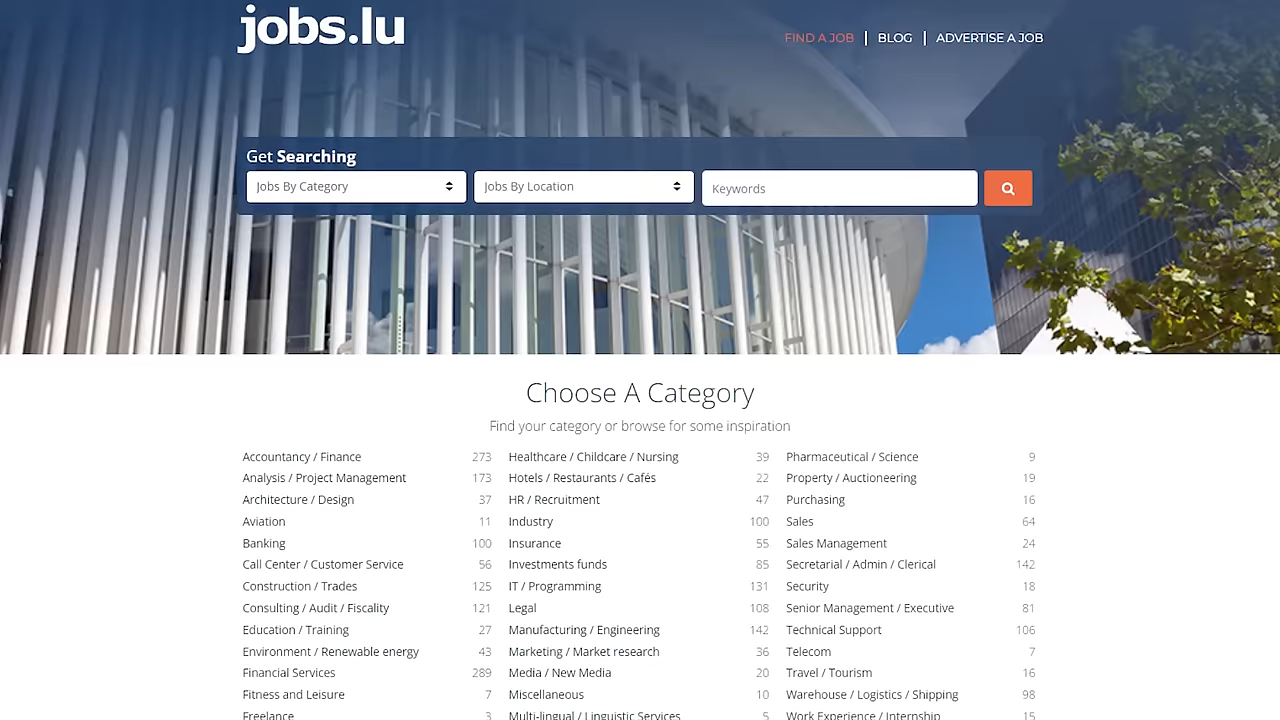 jobs.lu
FIND A JOB | BLOG | ADVERTISE A JOB
Get Searching
Jobs By Category
Jobs By Location
Keywords
Choose A Category
Find your category or browse for some inspiration
Accountancy / Finance 273
Analysis / Project Management 173
Architecture / Design 37
Aviation 11
Banking 100
Call Center / Customer Service 56
Construction / Trades 125
Consulting / Audit / Fiscality 121
Education / Training 27
Environment / Renewable energy 43
Financial Services 289
Fitness and Leisure 7
Freelance 3
Healthcare / Childcare / Nursing 39
Hotels / Restaurants / Cafés 22
HR / Recruitment 47
Industry 100
Insurance 55
Investments funds 85
IT / Programming 131
Legal 108
Manufacturing / Engineering 142
Marketing / Market research 36
Media / New Media 20
Miscellaneous 10
Multi-lingual / Linguistic Services 5
Pharmaceutical / Science 9
Property / Auctioneering 19
Purchasing 16
Sales 64
Sales Management 24
Secretarial / Admin / Clerical 142
Security 18
Senior Management / Executive 81
Technical Support 106
Telecom 7
Travel / Tourism 16
Warehouse / Logistics / Shipping 98
Work Experience / Internship 15